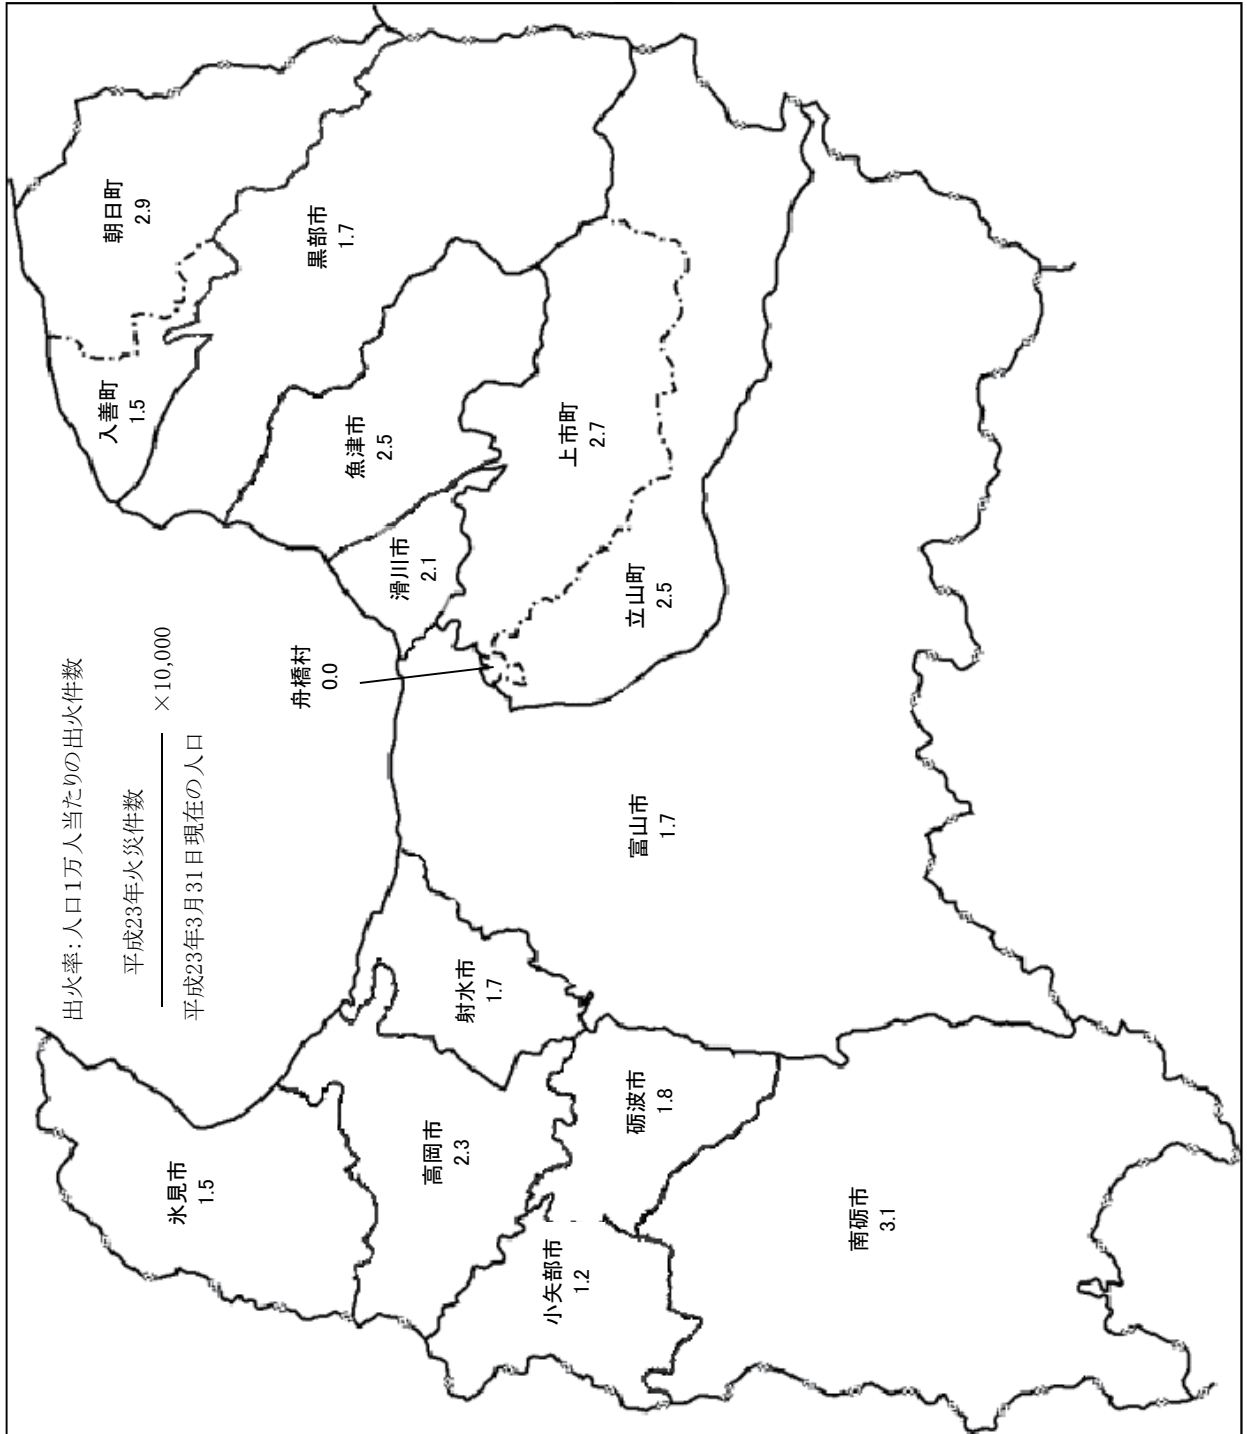 出火率：人口1万人当たりの出火件数
平成23年火災件数
×10,000
平成23年3月31日現在の人口
朝日町
2.9
入善町
1.5
黒部市
1.7
魚津市
2.5
滑川市
2.1
上市町
2.7
立山町
2.5
舟橋村
0.0
富山市
1.7
射水市
1.7
氷見市
1.5
高岡市
2.3
砺波市
1.8
小矢部市
1.2
南砺市
3.1